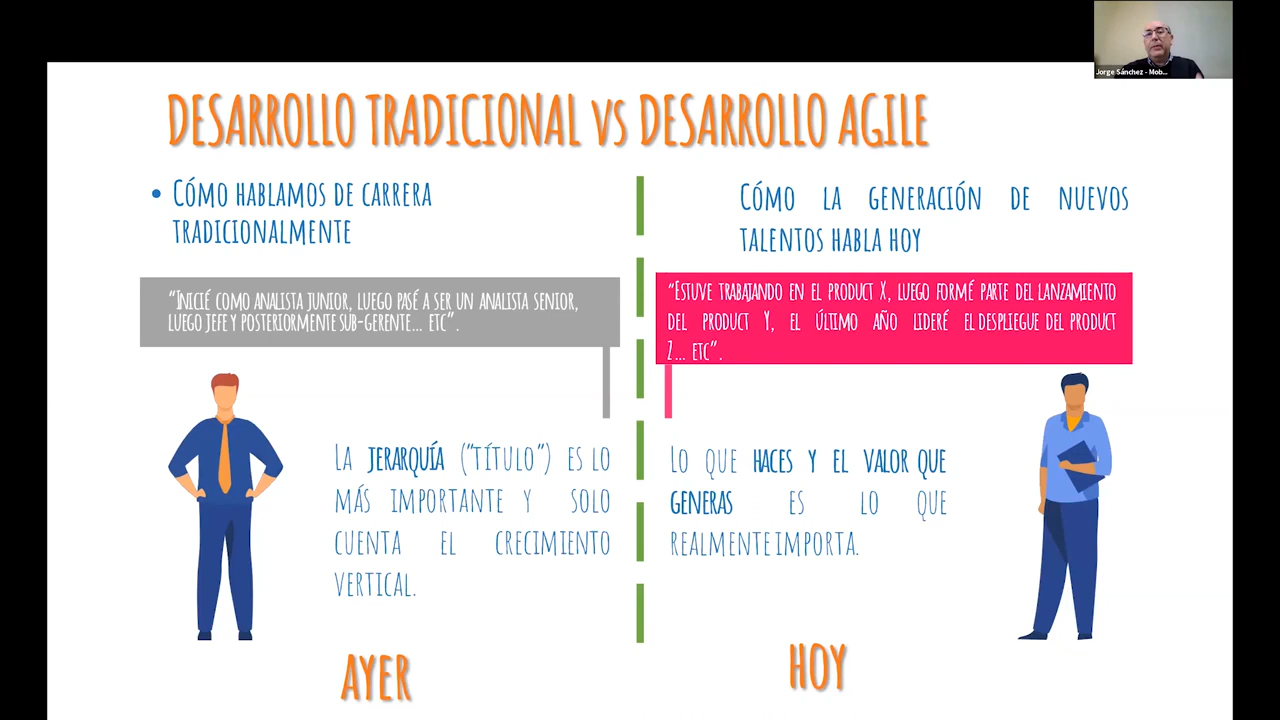 Jorge Sánchez - Mob...
DESARROLLO TRADICIONAL VS DESARROLLO AGILE
• CÓMO HABLAMOS DE CARRERA
TRADICIONALMENTE
"INICIÉ COMO ANALISTA JUNIOR, LUEGO PASÉ A SER UN ANALISTA SENIOR,
LUEGO JEFE Y POSTERIORMENTE SUB-GERENTE... ETC".
LA JERARQUÍA ("TÍTULO") ES LO
MÁS IMPORTANTE Y SOLO
CUENTA EL CRECIMIENTO
VERTICAL.
AYER
CÓMO LA GENERACIÓN DE NUEVOS
TALENTOS HABLA HOY
"ESTUVE TRABAJANDO EN EL PRODUCT X, LUEGO FORMÉ PARTE DEL LANZAMIENTO
DEL PRODUCT Y, EL ÚLTIMO AÑO LIDERÉ EL DESPLIEGUE DEL PRODUCT
Z... ETC".
LO QUE HACES Y EL VALOR QUE
GENERAS ES LO QUE
REALMENTE IMPORTA.
HOY